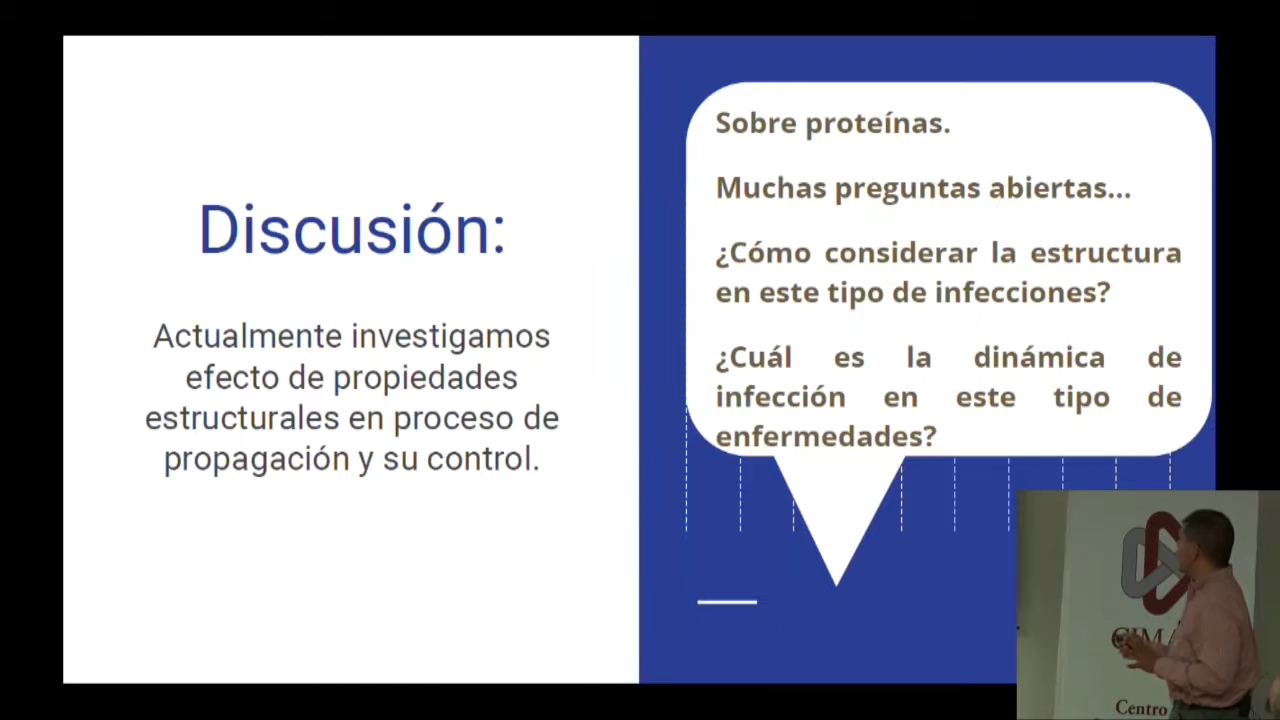 Discusión:
Actualmente investigamos
efecto de propiedades
estructurales en proceso de
propagación y su control.
Sobre proteínas.
Muchas preguntas abiertas...
¿Cómo considerar la estructura
en este tipo de infecciones?
¿Cuál es la dinámica de
infección en este tipo de
enfermedades?
Centro